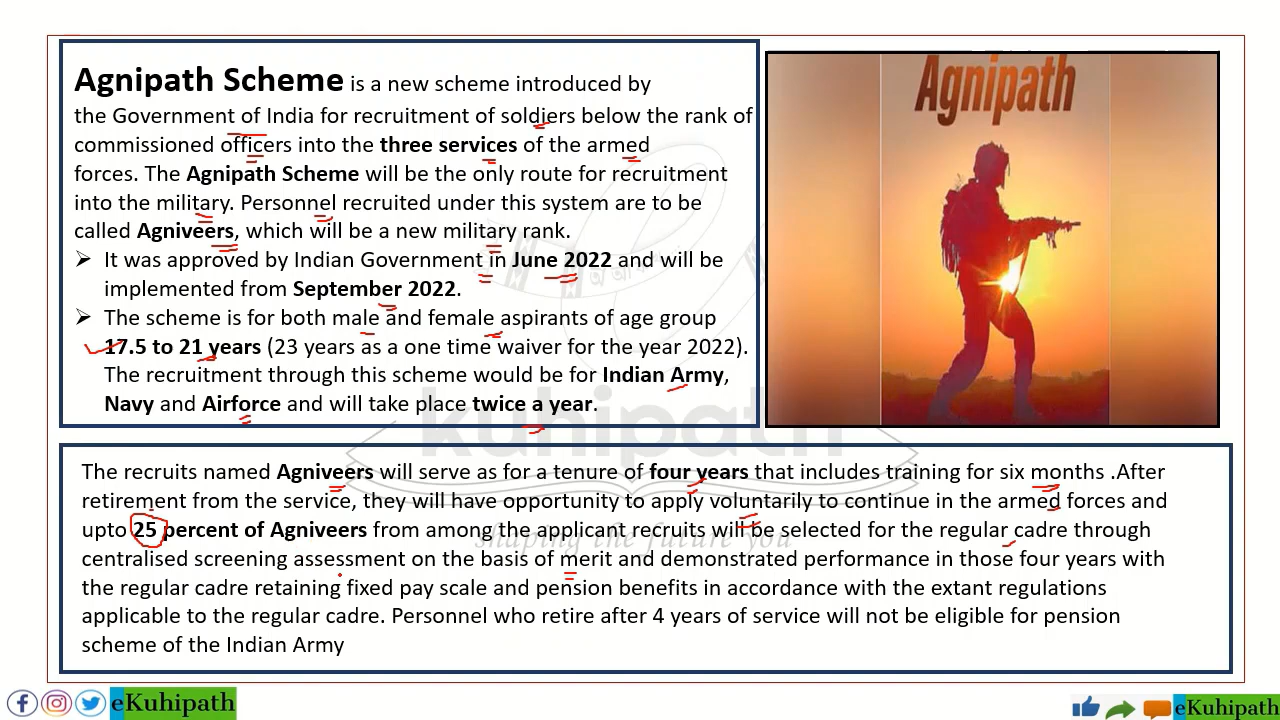 Agnipath Scheme is a new scheme introduced by
the Government of India for recruitment of soldiers below the rank of
commissioned officers into the three services of the armed
forces. The Agnipath Scheme will be the only route for recruitment
into the military. Personnel recruited under this system are to be
called Agniveers, which will be a new military rank.
➢ It was approved by Indian Government in June 2022 and will be
implemented from September 2022.
➢ The scheme is for both male and female aspirants of age group
17.5 to 21 years (23 years as a one time waiver for the year 2022).
The recruitment through this scheme would be for Indian Army,
Navy and Airforce and will take place twice a year.
Agnipath
The recruits named Agniveers will serve as for a tenure of four years that includes training for six months .After
retirement from the service, they will have opportunity to apply voluntarily to continue in the armed forces and
upto 25 percent of Agniveers from among the applicant recruits will be selected for the regular cadre through
centralised screening assessment on the basis of merit and demonstrated performance in those four years with
the regular cadre retaining fixed pay scale and pension benefits in accordance with the extant regulations
applicable to the regular cadre. Personnel who retire after 4 years of service will not be eligible for pension
scheme of the Indian Army
kuhipath
shaping the future you
eKuhipath
eKuhipath